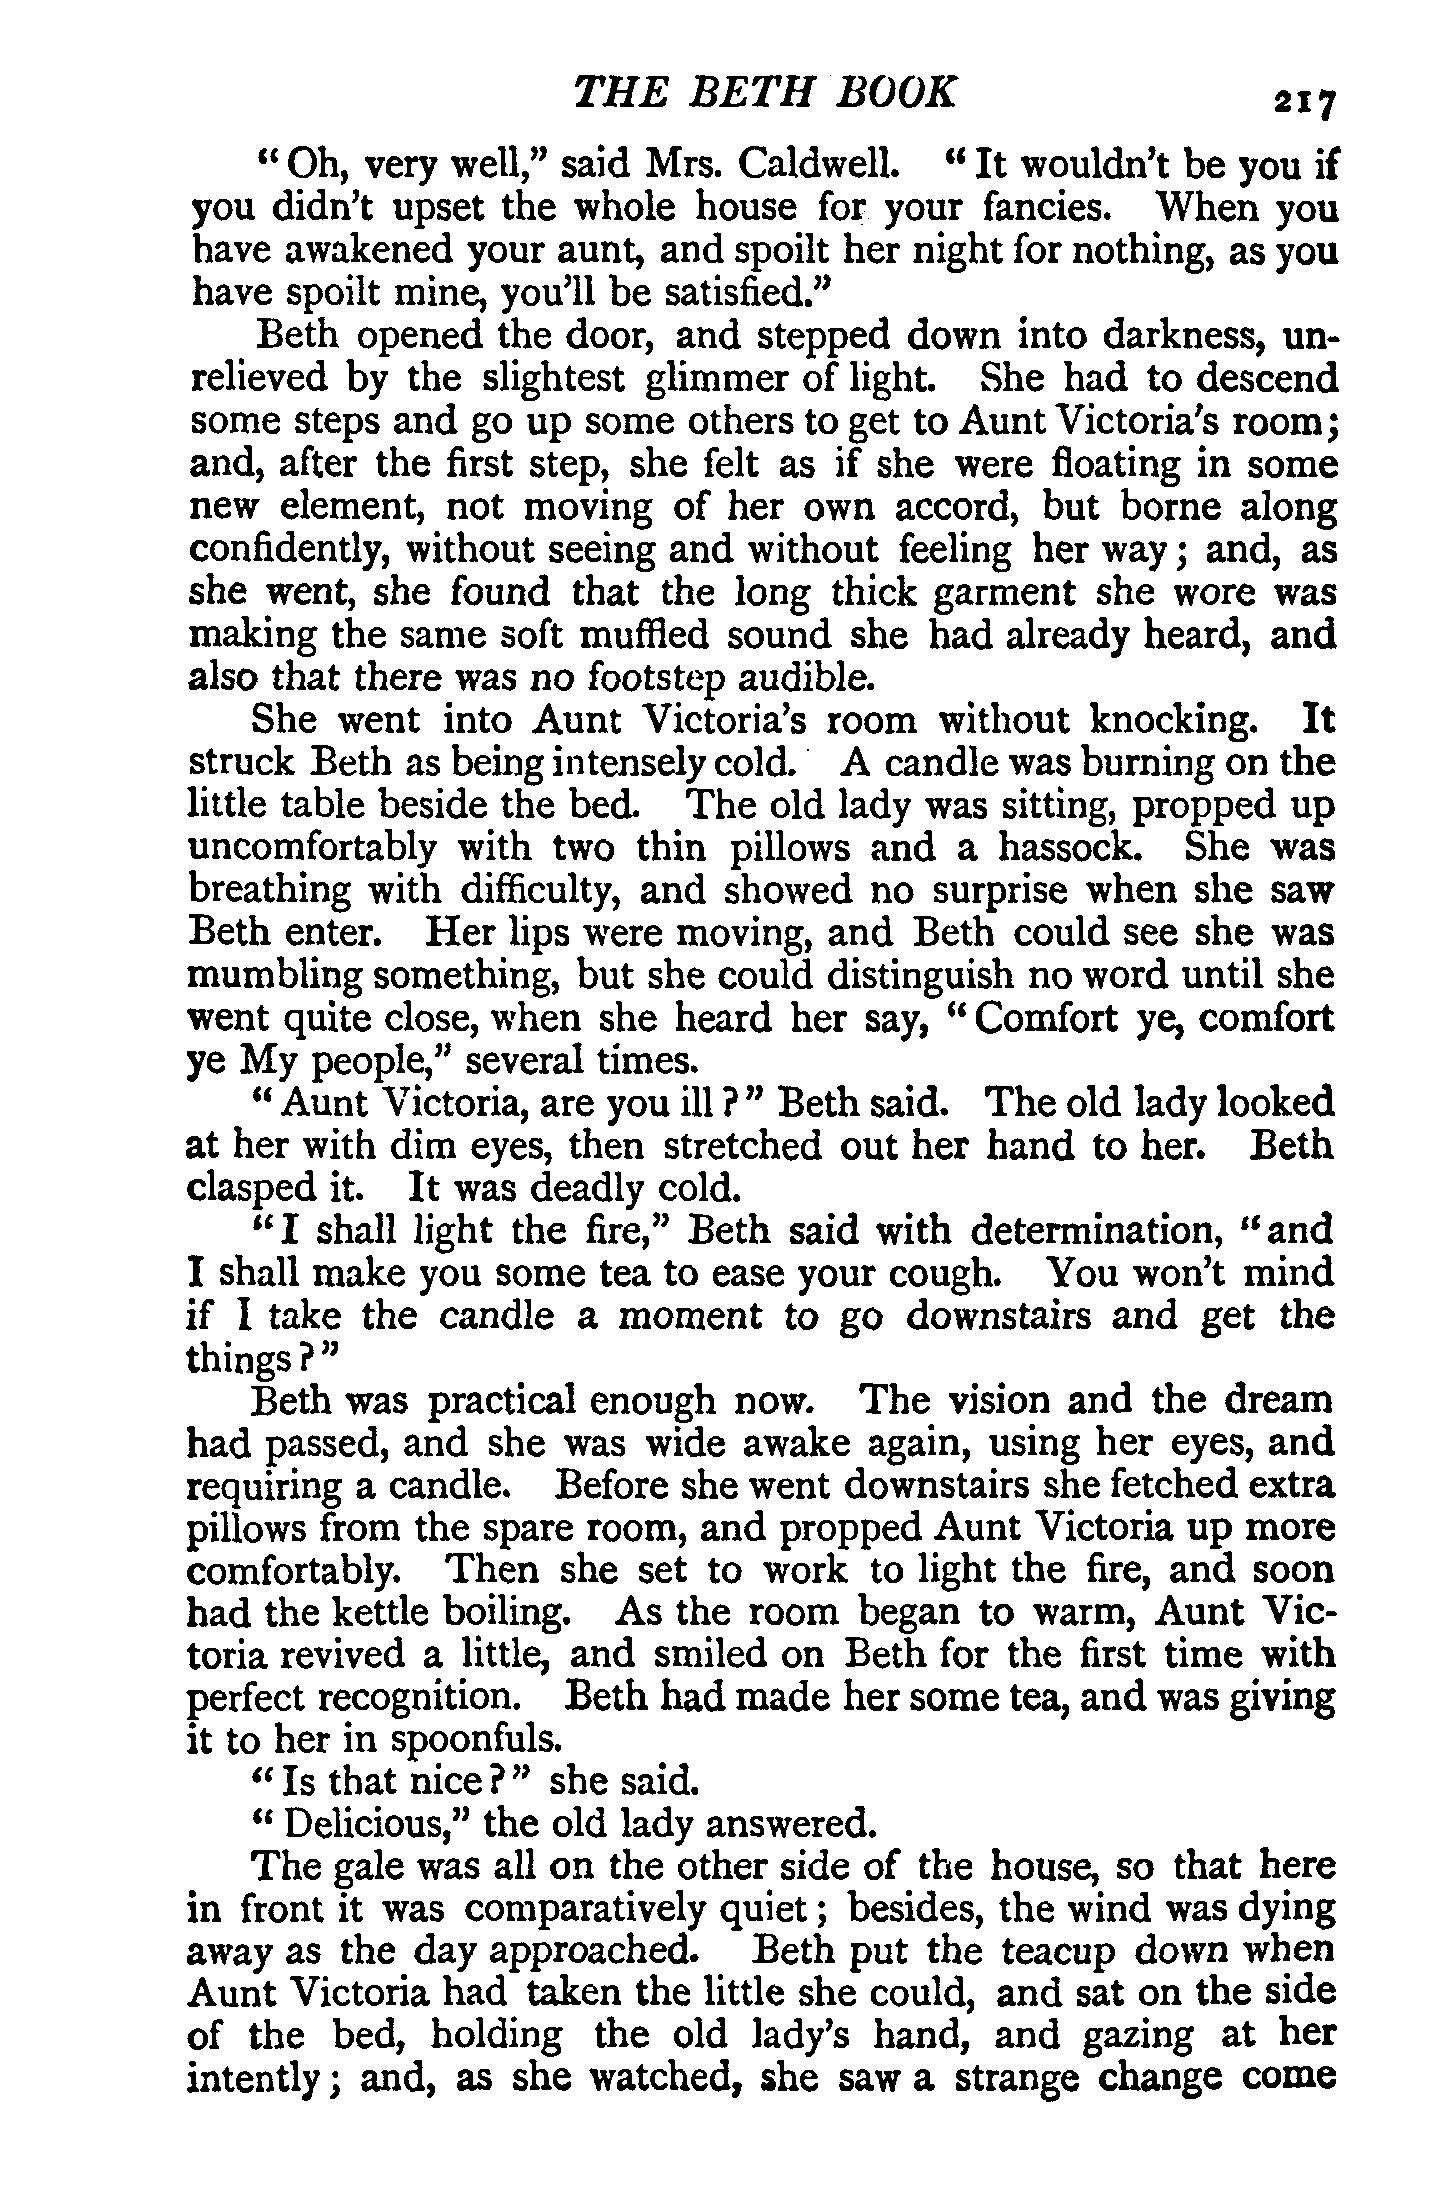 THE BETH BOOK 217
“Oh, very well,” said Mrs. Caldwell. “It wouldn’t be you if
you didn’t upset the whole house for your fancies. When you
have awakened your aunt, and spoilt her night for nothing, as you
have spoilt mine, you’ll be satisfied.”
Beth opened the door, and stepped down into darkness, un-
relieved by the slightest glimmer of light. She had to descend
some steps and go up some others to get to Aunt Victoria’s room;
and, after the first step, she felt as if she were floating in some
new element, not moving of her own accord, but borne along
confidently, without seeing and without feeling her way; and, as
she went, she found that the long thick garment she wore was
making the same soft muffled sound she had already heard, and
also that there was no footstep audible.
She went into Aunt Victoria’s room without knocking. It
struck Beth as being intensely cold. A candle was burning on the
little table beside the bed. The old lady was sitting, propped up
uncomfortably with two thin pillows and a hassock. She was
breathing with difficulty, and showed no surprise when she saw
Beth enter. Her lips were moving, and Beth could see she was
mumbling something, but she could distinguish no word until she
went quite close, when she heard her say, “Comfort ye, comfort
ye My people,” several times.
“Aunt Victoria, are you ill?” Beth said. The old lady looked
at her with dim eyes, then stretched out her hand to her. Beth
clasped it. It was deadly cold.
“I shall light the fire,” Beth said with determination, “and
I shall make you some tea to ease your cough. You won’t mind
if I take the candle a moment to go downstairs and get the
things?”
Beth was practical enough now. The vision and the dream
had passed, and she was wide awake again, using her eyes, and
requiring a candle. Before she went downstairs she fetched extra
pillows from the spare room, and propped Aunt Victoria up more
comfortably. Then she set to work to light the fire, and soon
had the kettle boiling. As the room began to warm, Aunt Vic-
toria revived a little, and smiled on Beth for the first time with
perfect recognition. Beth had made her some tea, and was giving
it to her in spoonfuls.
“Is that nice?” she said.
“Delicious,” the old lady answered.
The gale was all on the other side of the house, so that here
in front it was comparatively quiet; besides, the wind was dying
away as the day approached. Beth put the teacup down when
Aunt Victoria had taken the little she could, and sat on the side
of the bed, holding the old lady’s hand, and gazing at her
intently; and, as she watched, she saw a strange change come